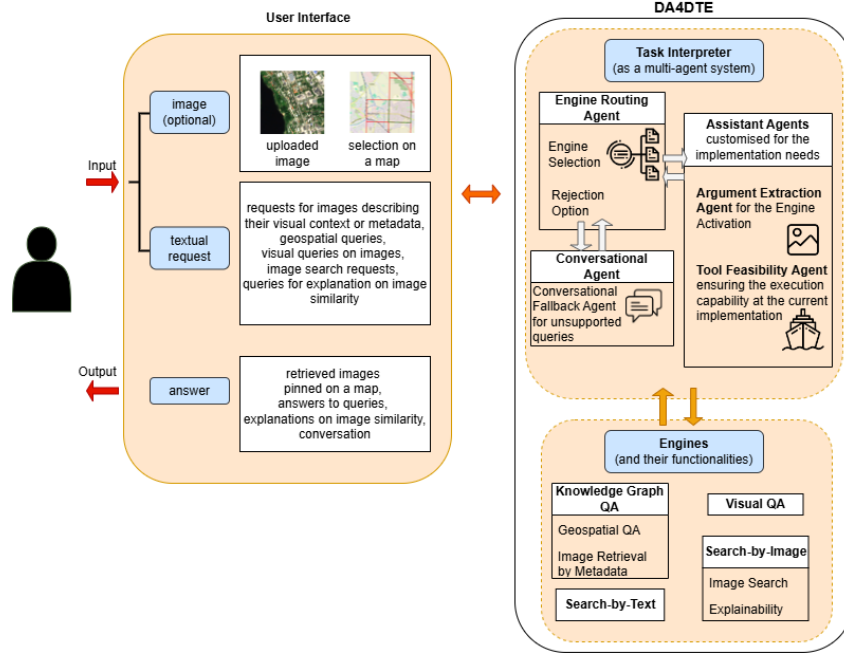 User Interface
Input
image
(optional)
uploaded
image
selection on
a map
textual
request
requests for images describing
their visual context or metadata,
geospatial queries,
visual queries on images,
image search requests,
queries for explanation on image
similarity
Output
answer
retrieved images
pinned on a map,
answers to queries,
explanations on image similarity,
conversation
DA4DTE
Task Interpreter
(as a multi-agent system)
Engine Routing
Agent
Engine
Selection
Rejection
Option
Conversational
Agent
Conversational
Fallback Agent
for unsupported
queries
Assistant Agents
customised for the
implementation needs
Argument Extraction
Agent for the Engine
Activation
Tool Feasibility Agent
ensuring the execution
capability at the current
implementation
Engines
(and their functionalities)
Knowledge Graph
QA
Geospatial QA
Image Retrieval
by Metadata
Search-by-Text
Visual QA
Search-by-Image
Image Search
Explainability